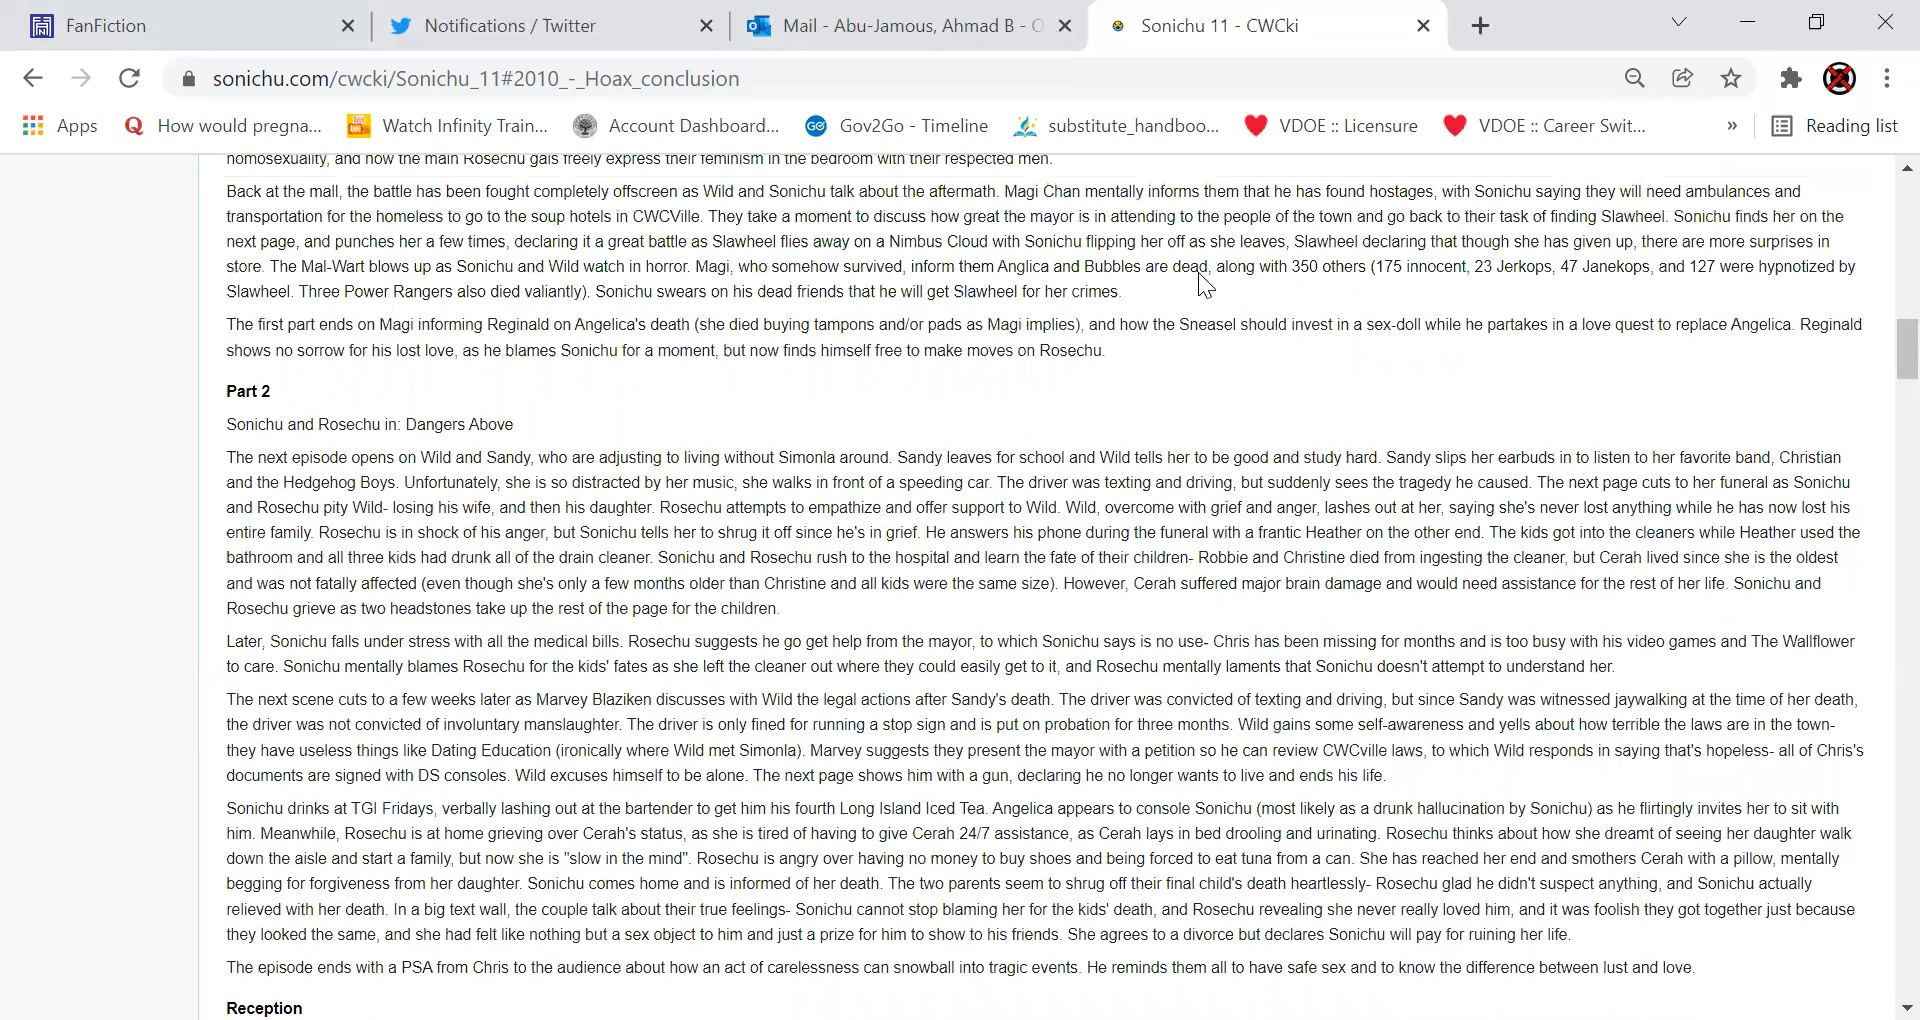 FanFiction
Notifications / Twitter
Mail - Abu-Jamous, Ahmad B - O
Sonichu 11 - CWCki
sonichu.com/cwcki/Sonichu_11#2010_-_Hoax_conclusion
Apps
How would pregna...
Watch Infinity Train...
Account Dashboard...
GO
Gov2Go - Timeline
substitute_handboo...
VDOE :: Licensure
VDOE :: Career Swit...
»
Reading list
homosexuality, and how the main Rosechu gals freely express their feminism in the bedroom with their respected men.
Back at the mall, the battle has been fought completely offscreen as Wild and Sonichu talk about the aftermath. Magi Chan mentally informs them that he has found hostages, with Sonichu saying they will need ambulances and
transportation for the homeless to go to the soup hotels in CWCVille. They take a moment to discuss how great the mayor is in attending to the people of the town and go back to their task of finding Slawheel. Sonichu finds her on the
next page, and punches her a few times, declaring it a great battle as Slawheel flies away on a Nimbus Cloud with Sonichu flipping her off as she leaves, Slawheel declaring that though she has given up, there are more surprises in
store. The Mal-Wart blows up as Sonichu and Wild watch in horror. Magi, who somehow survived, inform them Anglica and Bubbles are dead, along with 350 others (175 innocent, 23 Jerkops, 47 Janekops, and 127 were hypnotized by
Slawheel. Three Power Rangers also died valiantly). Sonichu swears on his dead friends that he will get Slawheel for her crimes.
The first part ends on Magi informing Reginald on Angelica's death (she died buying tampons and/or pads as Magi implies), and how the Sneasel should invest in a sex-doll while he partakes in a love quest to replace Angelica. Reginald
shows no sorrow for his lost love, as he blames Sonichu for a moment, but now finds himself free to make moves on Rosechu.
Part 2
Sonichu and Rosechu in: Dangers Above
The next episode opens on Wild and Sandy, who are adjusting to living without Simonla around. Sandy leaves for school and Wild tells her to be good and study hard. Sandy slips her earbuds in to listen to her favorite band, Christian
and the Hedgehog Boys. Unfortunately, she is so distracted by her music, she walks in front of a speeding car. The driver was texting and driving, but suddenly sees the tragedy he caused. The next page cuts to her funeral as Sonichu
and Rosechu pity Wild- losing his wife, and then his daughter. Rosechu attempts to empathize and offer support to Wild. Wild, overcome with grief and anger, lashes out at her, saying she's never lost anything while he has now lost his
entire family. Rosechu is in shock of his anger, but Sonichu tells her to shrug it off since he's in grief. He answers his phone during the funeral with a frantic Heather on the other end. The kids got into the cleaners while Heather used the
bathroom and all three kids had drunk all of the drain cleaner. Sonichu and Rosechu rush to the hospital and learn the fate of their children- Robbie and Christine died from ingesting the cleaner, but Cerah lived since she is the oldest
and was not fatally affected (even though she's only a few months older than Christine and all kids were the same size). However, Cerah suffered major brain damage and would need assistance for the rest of her life. Sonichu and
Rosechu grieve as two headstones take up the rest of the page for the children.
Later, Sonichu falls under stress with all the medical bills. Rosechu suggests he go get help from the mayor, to which Sonichu says is no use- Chris has been missing for months and is too busy with his video games and The Wallflower
to care. Sonichu mentally blames Rosechu for the kids' fates as she left the cleaner out where they could easily get to it, and Rosechu mentally laments that Sonichu doesn't attempt to understand her.
The next scene cuts to a few weeks later as Marvey Blaziken discusses with Wild the legal actions after Sandy's death. The driver was convicted of texting and driving, but since Sandy was witnessed jaywalking at the time of her death,
the driver was not convicted of involuntary manslaughter. The driver is only fined for running a stop sign and is put on probation for three months. Wild gains some self-awareness and yells about how terrible the laws are in the town-
they have useless things like Dating Education (ironically where Wild met Simonla). Marvey suggests they present the mayor with a petition so he can review CWCville laws, to which Wild responds in saying that's hopeless- all of Chris's
documents are signed with DS consoles. Wild excuses himself to be alone. The next page shows him with a gun, declaring he no longer wants to live and ends his life.
Sonichu drinks at TGI Fridays, verbally lashing out at the bartender to get him his fourth Long Island Iced Tea. Angelica appears to console Sonichu (most likely as a drunk hallucination by Sonichu) as he flirtingly invites her to sit with
him. Meanwhile, Rosechu is at home grieving over Cerah's status, as she is tired of having to give Cerah 24/7 assistance, as Cerah lays in bed drooling and urinating. Rosechu thinks about how she dreamt of seeing her daughter walk
down the aisle and start a family, but now she is "slow in the mind". Rosechu is angry over having no money to buy shoes and being forced to eat tuna from a can. She has reached her end and smothers Cerah with a pillow, mentally
begging for forgiveness from her daughter. Sonichu comes home and is informed of her death. The two parents seem to shrug off their final child's death heartlessly- Rosechu glad he didn't suspect anything, and Sonichu actually
relieved with her death. In a big text wall, the couple talk about their true feelings- Sonichu cannot stop blaming her for the kids' death, and Rosechu revealing she never really loved him, and it was foolish they got together just because
they looked the same, and she had felt like nothing but a sex object to him and just a prize for him to show to his friends. She agrees to a divorce but declares Sonichu will pay for ruining her life.
The episode ends with a PSA from Chris to the audience about how an act of carelessness can snowball into tragic events. He reminds them all to have safe sex and to know the difference between lust and love.
Reception